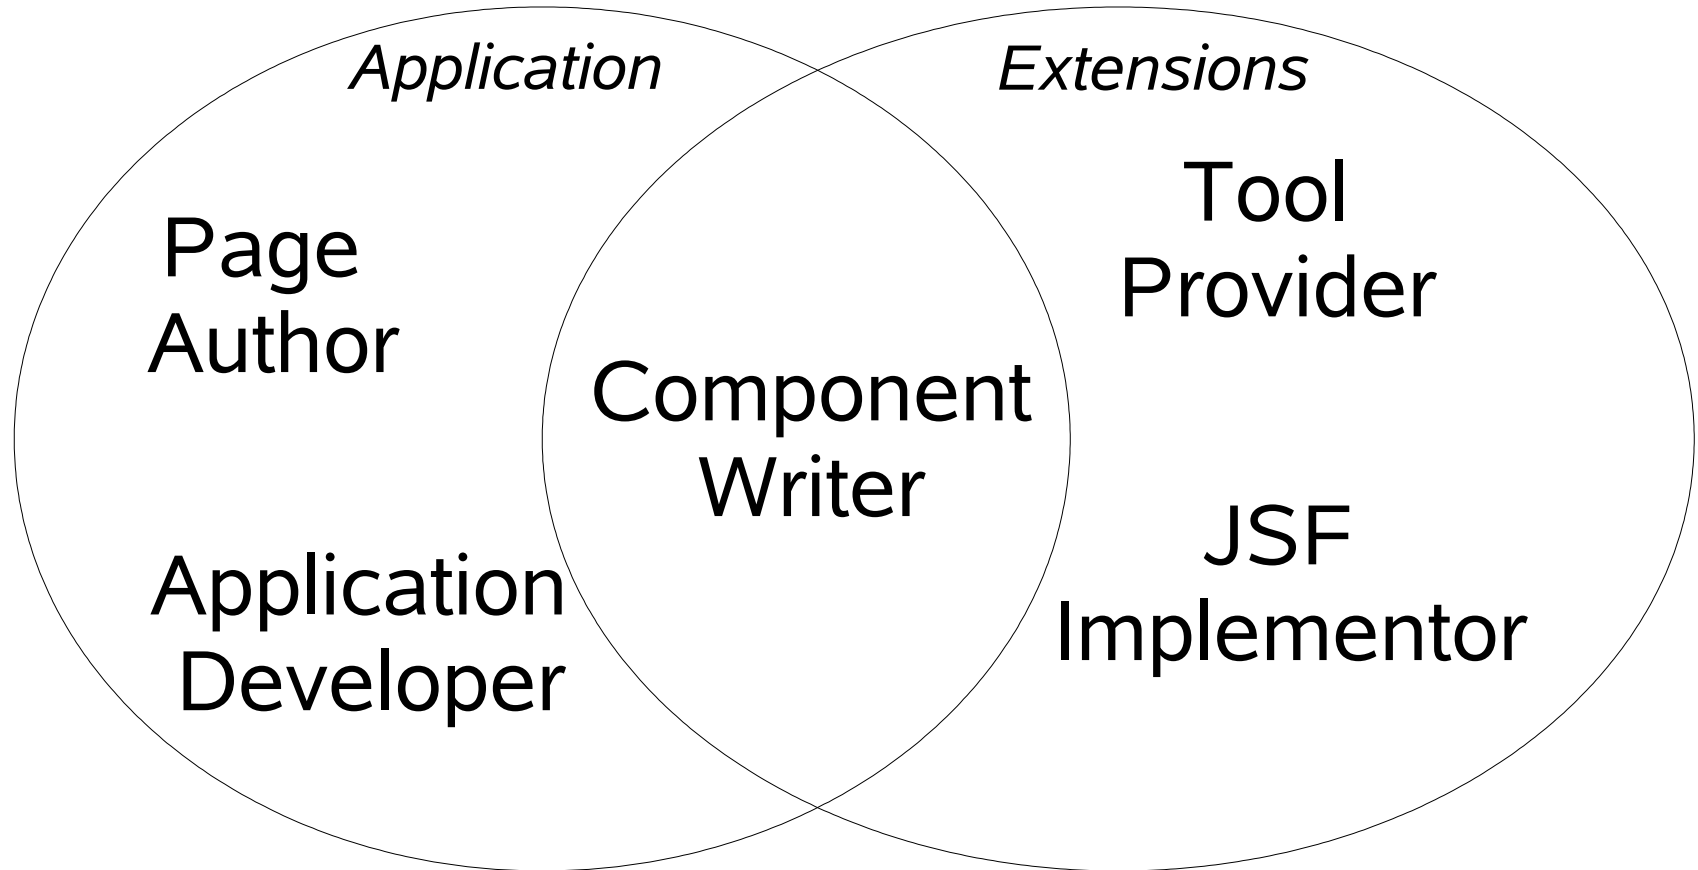 Application
Extensions
Page
Author
Application
Developer
Component
Writer
Tool
Provider
JSF
Implementor